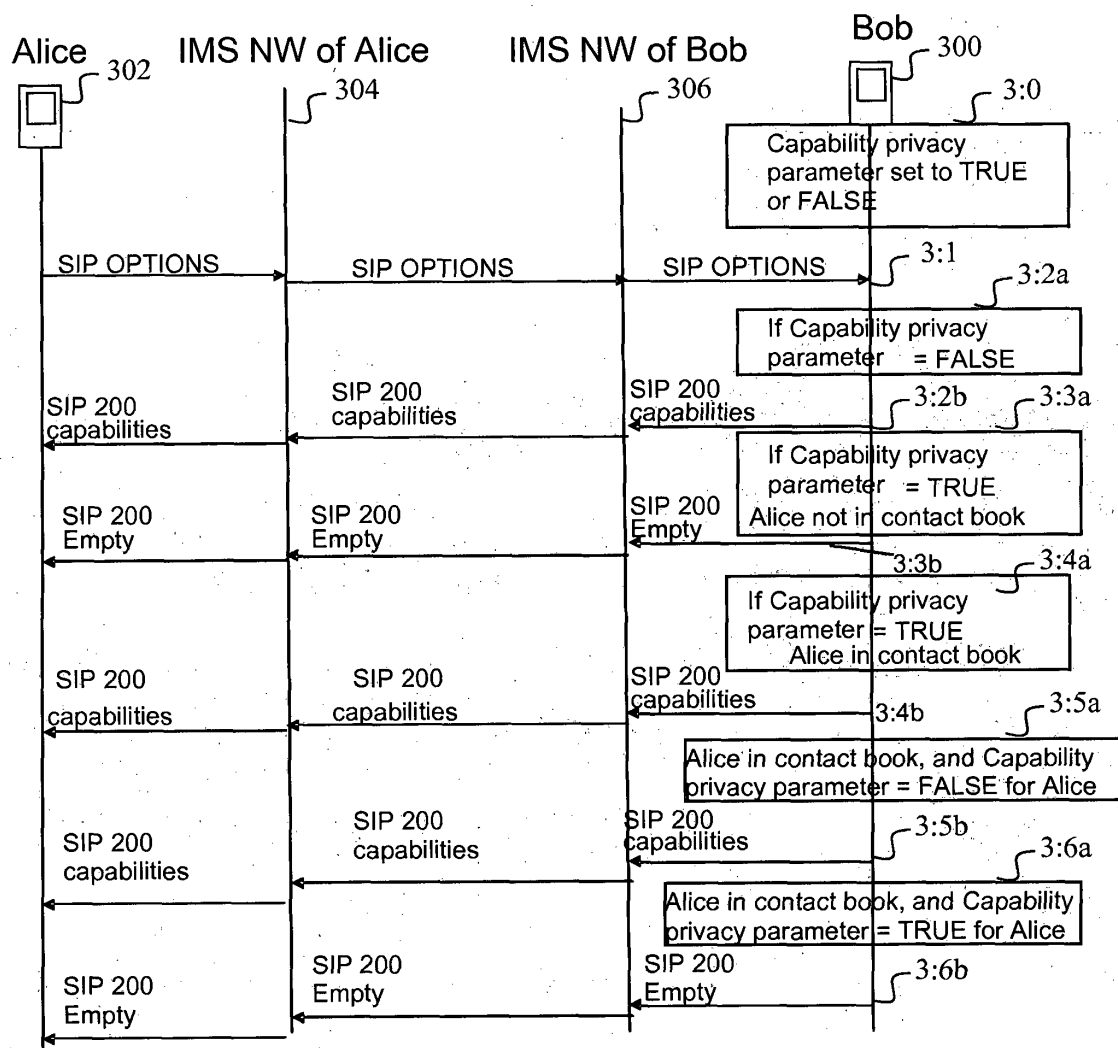 Alice
IMS NW of Alice
IMS NW of Bob
Bob
302
304
306
300
3:0
Capability privacy
parameter set to TRUE
or FALSE
SIP OPTIONS
SIP OPTIONS
SIP OPTIONS
3:1
3:2a
If Capability privacy
parameter = FALSE
SIP 200
capabilities
SIP 200
capabilities
SIP 200
capabilities
3:2b
3:3a
If Capability privacy
parameter = TRUE
Alice not in contact book
SIP 200
Empty
SIP 200
Empty
SIP 200
Empty
3:3b
3:4a
If Capability privacy
parameter = TRUE
Alice in contact book
SIP 200
capabilities
SIP 200
capabilities
SIP 200
capabilities
3:4b
3:5a
Alice in contact book, and Capability
privacy parameter = FALSE for Alice
SIP 200
capabilities
SIP 200
capabilities
SIP 200
capabilities
3:5b
3:6a
Alice in contact book, and Capability
privacy parameter = TRUE for Alice
SIP 200
Empty
SIP 200
Empty
SIP 200
Empty
3:6b